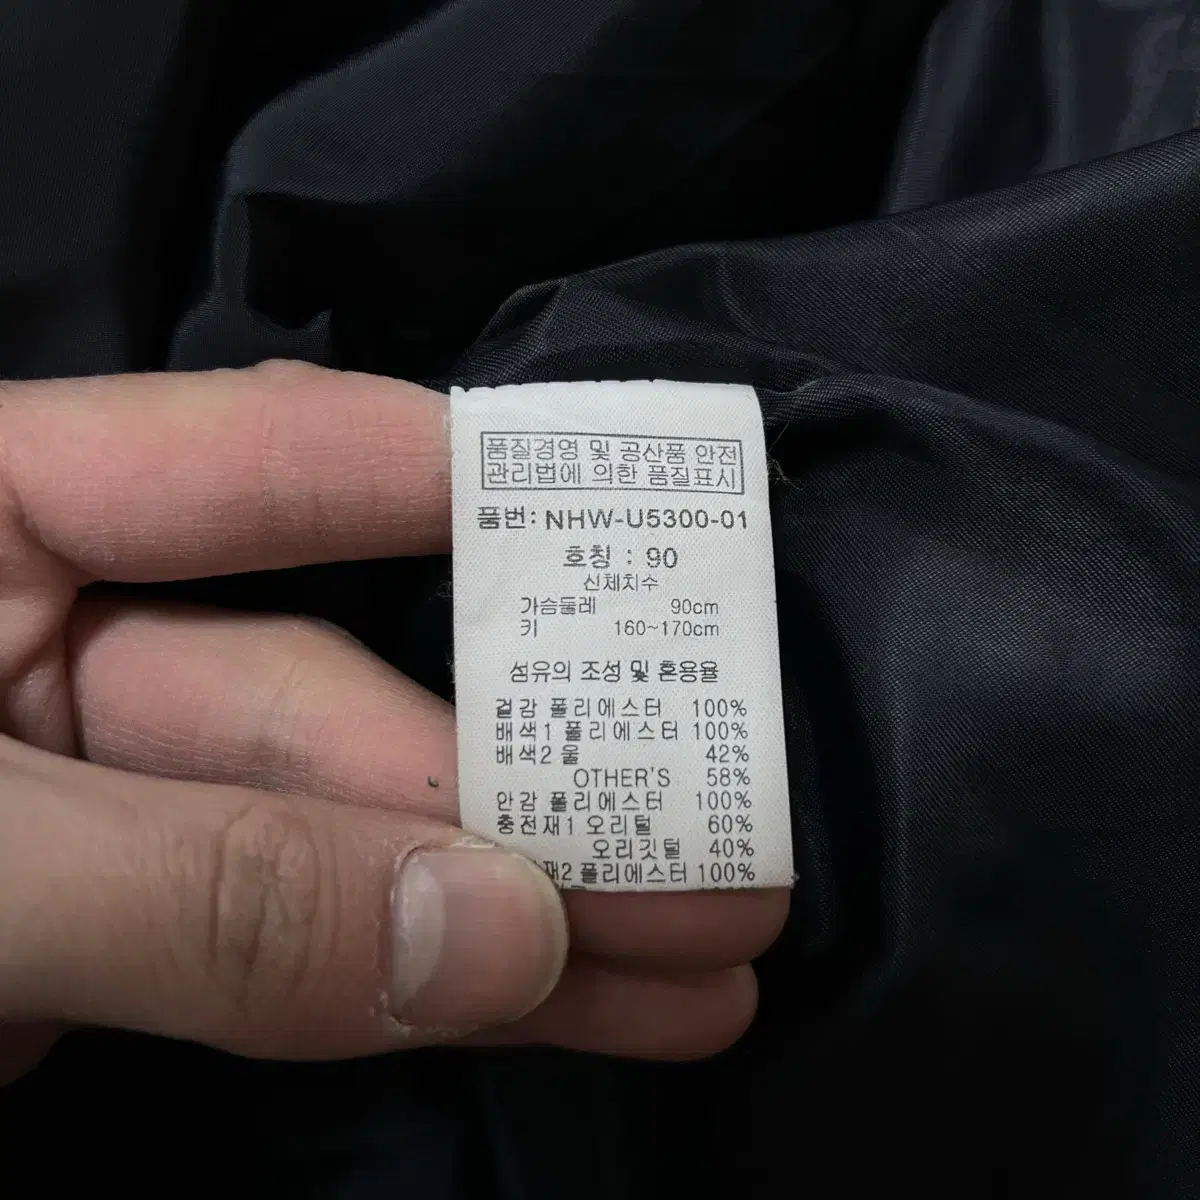 품질경영 및 공산품 안전
관리법에 의한 품질표시
품번: NHW-U5300-01
호칭 : 90
신체치수
가슴둘레 90cm
키 160~170cm
섬유의 조성 및 혼용율
겉감 폴리에스터 100%
배색1 폴리에스터 100%
배색2 울 42%
OTHER'S 58%
안감 폴리에스터 100%
충전재1 오리털 60%
오리깃털 40%
폴리에스터 100%